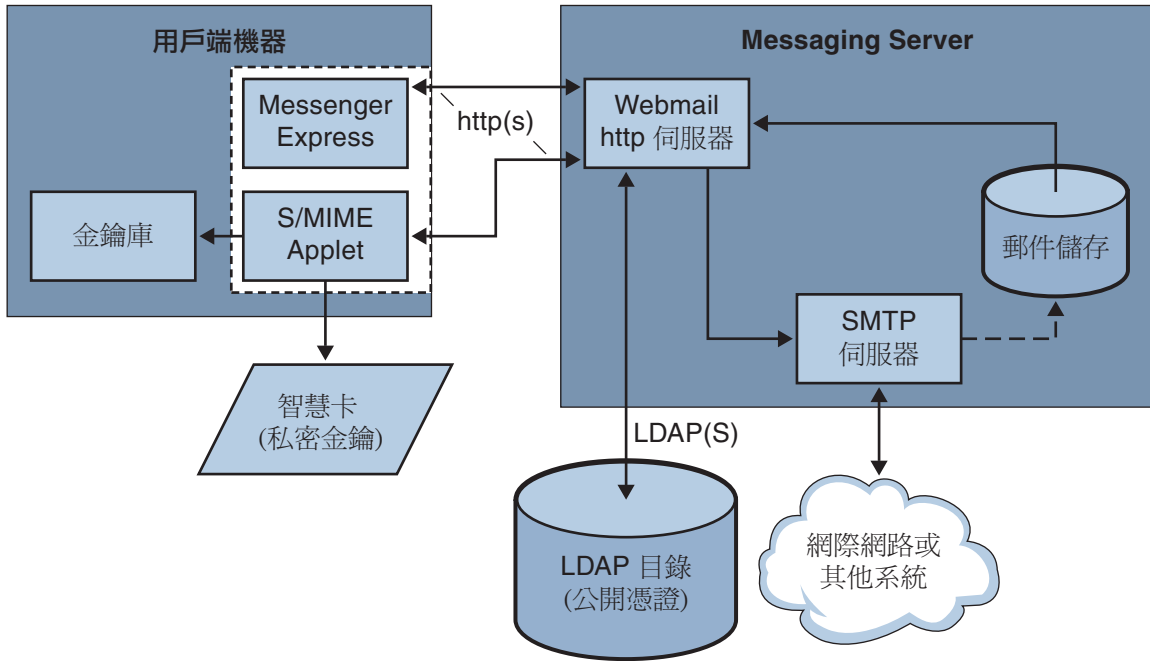 用戶端機器
Messenger
Express
S/MIME
Applet
金鑰庫
智慧卡
(私密金鑰)
http(s)
Messaging Server
Webmail
http 伺服器
郵件儲存
SMTP
伺服器
LDAP(S)
LDAP 目錄
(公開憑證)
網際網路或
其他系統